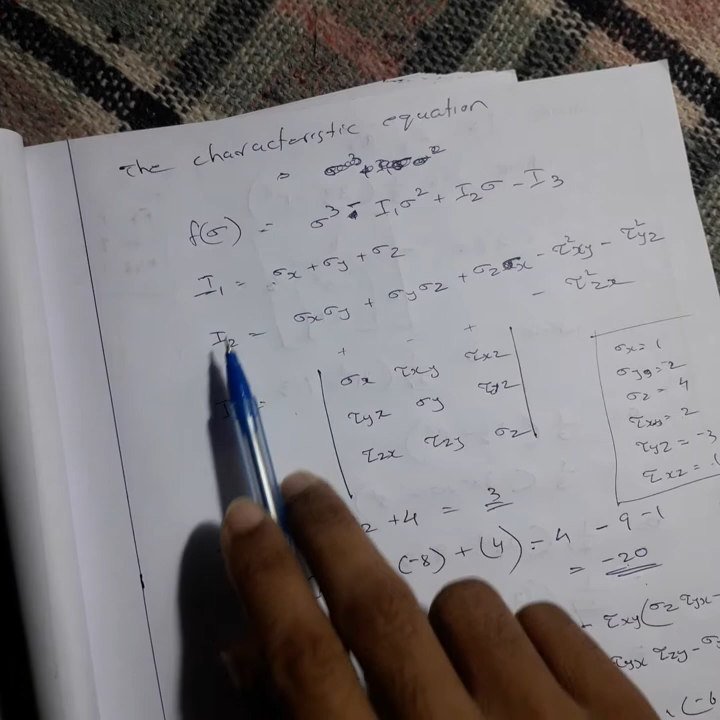 The characteristic equation
f(σ) = σ³ - I₁σ² + I₂σ - I₃
I₁ = σx + σy + σz
I₂ = σxσy + σyσz + σzσx - τ²xy - τ²yz
- τ²zx
+ - +
σx τxy τxz
τyx σy τyz
τzx τzy σz
σx = 1
σy = -2
σz = 4
τxy = 2
τyz = -3
τxz =
2 + 4 = 3
(-8) + (4) - 4 - 9 - 1
= -20
τxy(σz τyx -
τyx τzy - σ
(-6